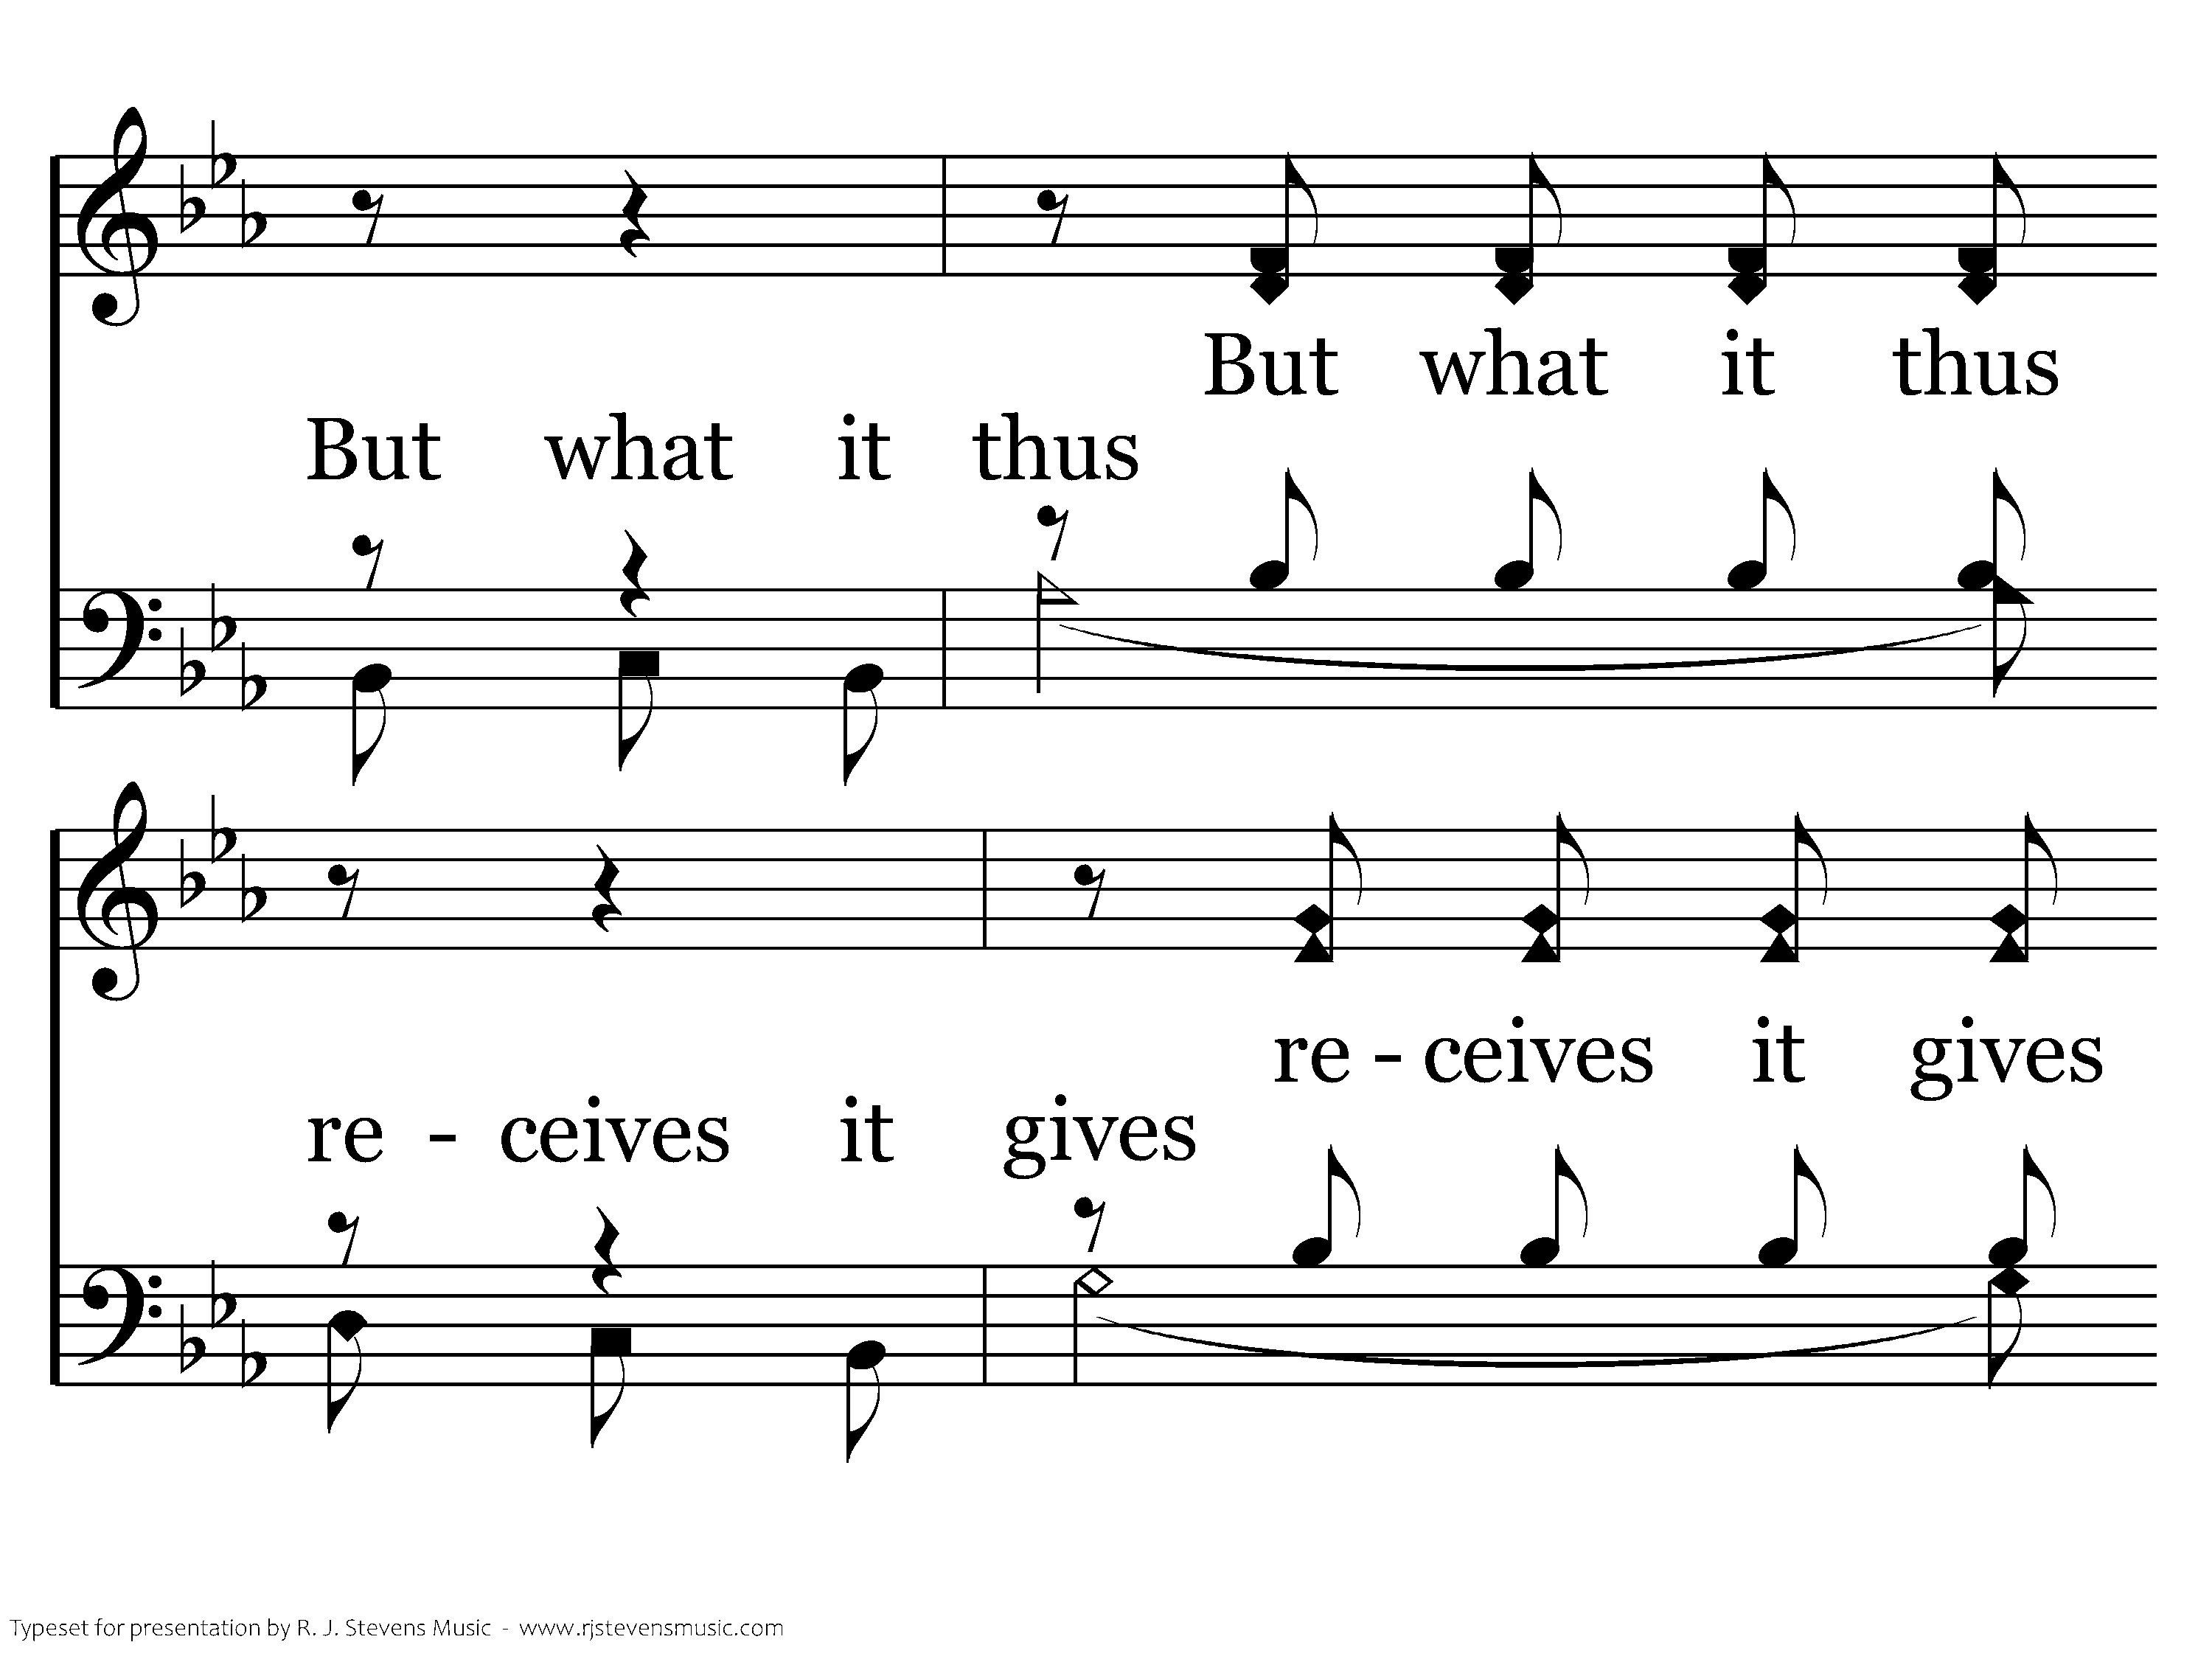 But what it thus
But what it thus
re - ceives it gives
re - ceives it gives
Typeset for presentation by R. J. Stevens Music - www.rjstevensmusic.com